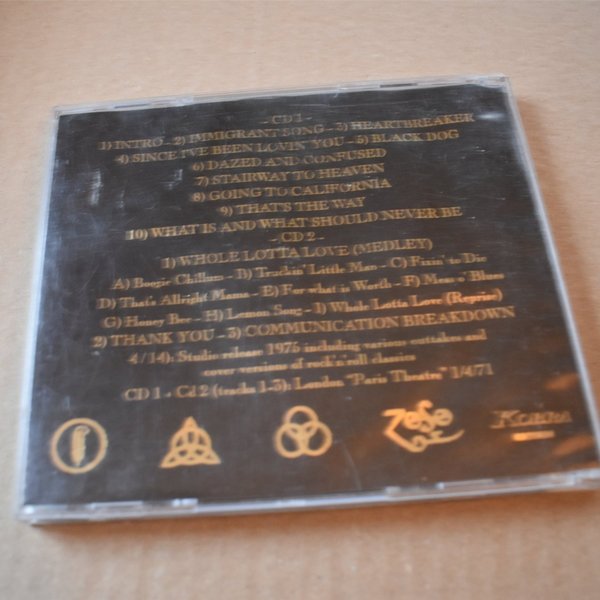 - CD 1 -
1) INTRO - 2) IMMIGRANT SONG - 3) HEARTBREAKER
4) SINCE I'VE BEEN LOVIN' YOU - 5) BLACK DOG
6) DAZED AND CONFUSED
7) STAIRWAY TO HEAVEN
8) GOING TO CALIFORNIA
9) THAT'S THE WAY
10) WHAT IS AND WHAT SHOULD NEVER BE
- CD 2 -
1) WHOLE LOTTA LOVE (MEDLEY)
A) Boogie Chillun - B) Truckin' Little Man - C) Fixin' to Die
D) That's Allright Mama - E) For what is Worth - F) Mess o' Blues
G) Honey Bee - H) Lemon Song - I) Whole Lotta Love (Reprise)
2) THANK YOU - 3) COMMUNICATION BREAKDOWN
4 / 14): Studio release 1975 including various outtakes and
cover versions of rock'n'roll classics
CD 1 + Cd 2 (tracks 1-3): London "Paris Theatre" 1/4/71
KOBRA